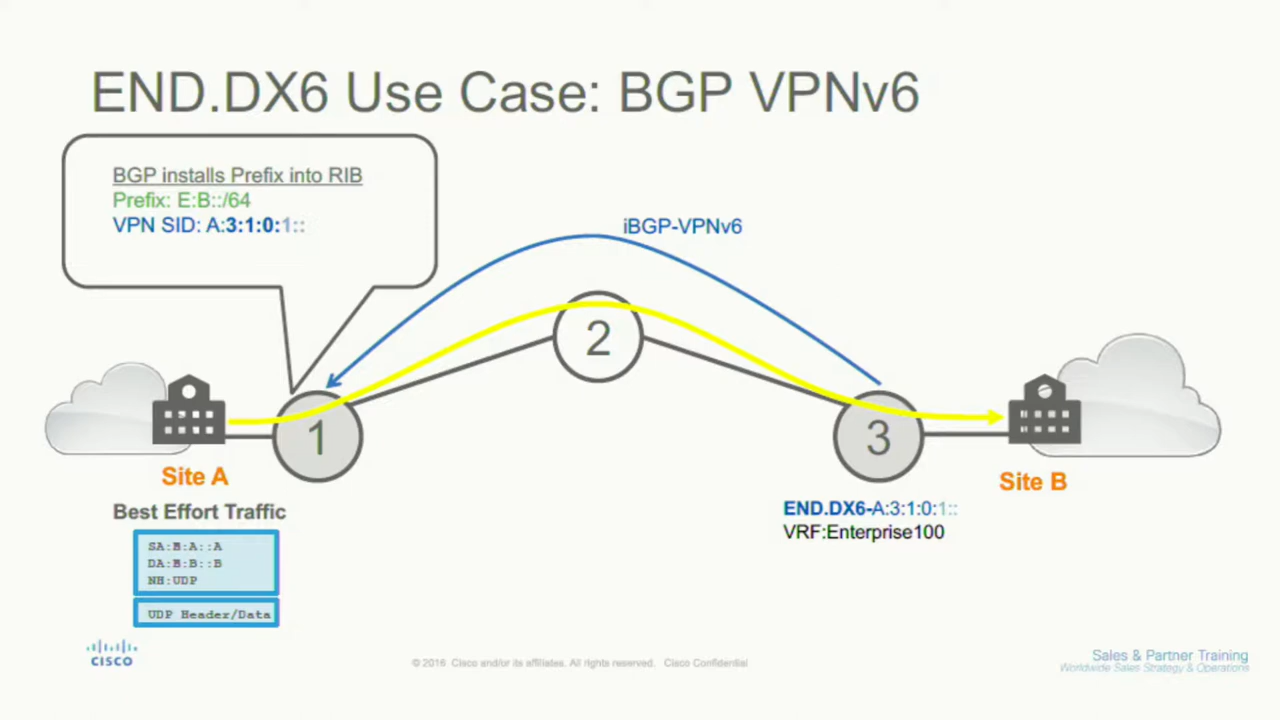 END.DX6 Use Case: BGP VPNv6
BGP installs Prefix into RIB
Prefix: E:B::/64
VPN SID: A:3:1:0:1::
iBGP-VPNv6
2
1
3
Site A
Site B
Best Effort Traffic
END.DX6-A:3:1:0:1::
VRF:Enterprise100
SA:E:A::A
DA:E:B::B
NH:UDP
UDP Header/Data
CISCO
© 2016 Cisco and/or its affiliates. All rights reserved. Cisco Confidential
Sales & Partner Training
Worldwide Sales Strategy & Operations